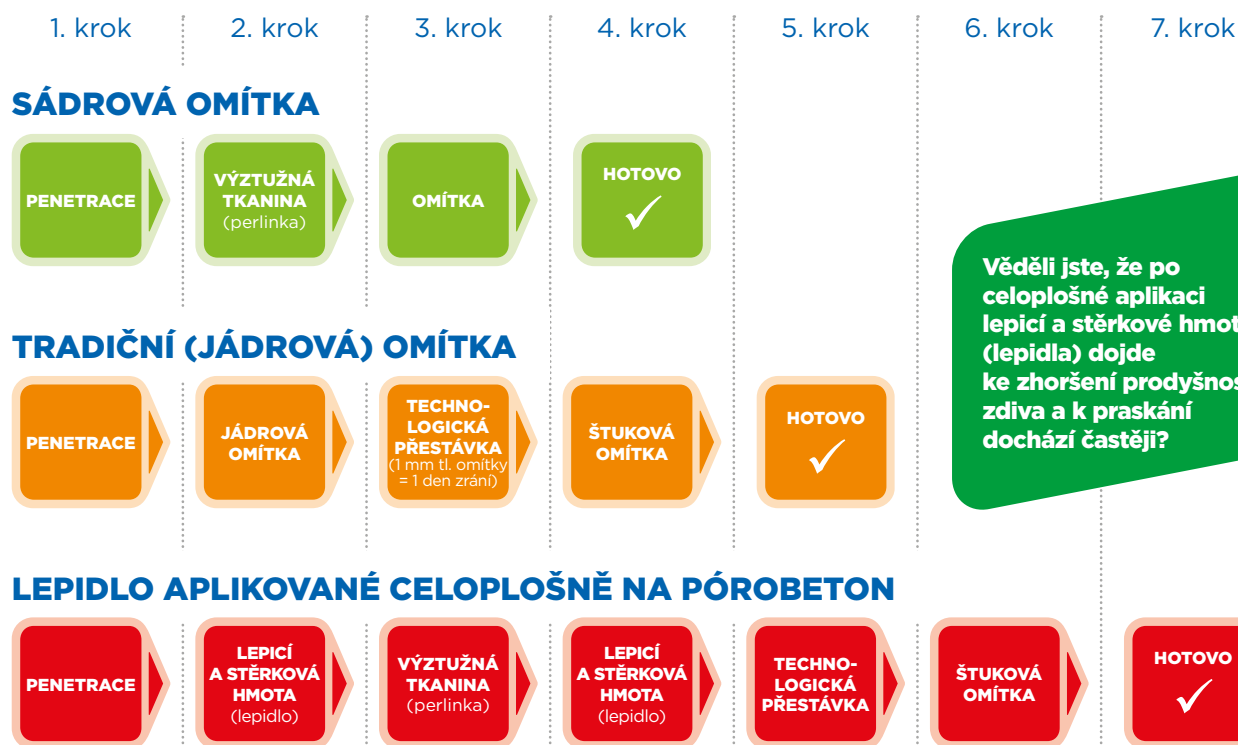 1. krok
2. krok
3. krok
4. krok
5. krok
6. krok
7. krok
SÁDROVÁ OMÍTKA
PENETRACE
VÝZTUŽNÁ
TKANINA
(perlinka)
OMÍTKA
HOTOVO
Věděli jste, že po
celoplošné aplikaci
lepicí a stěrkové hmot
(lepidla) dojde
ke zhoršení prodyšnos
zdiva a k praskání
dochází častěji?
TRADIČNÍ (JÁDROVÁ) OMÍTKA
PENETRACE
JÁDROVÁ
OMÍTKA
TECHNO-
LOGICKÁ
PŘESTÁVKA
(1 mm tl. omítky
= 1 den zrání)
ŠTUKOVÁ
OMÍTKA
HOTOVO
LEPIDLO APLIKOVANÉ CELOPLOŠNĚ NA PÓROBETON
PENETRACE
LEPICÍ
A STĚRKOVÁ
HMOTA
(lepidlo)
VÝZTUŽNÁ
TKANINA
(perlinka)
LEPICÍ
A STĚRKOVÁ
HMOTA
(lepidlo)
TECHNO-
LOGICKÁ
PŘESTÁVKA
ŠTUKOVÁ
OMÍTKA
HOTOVO